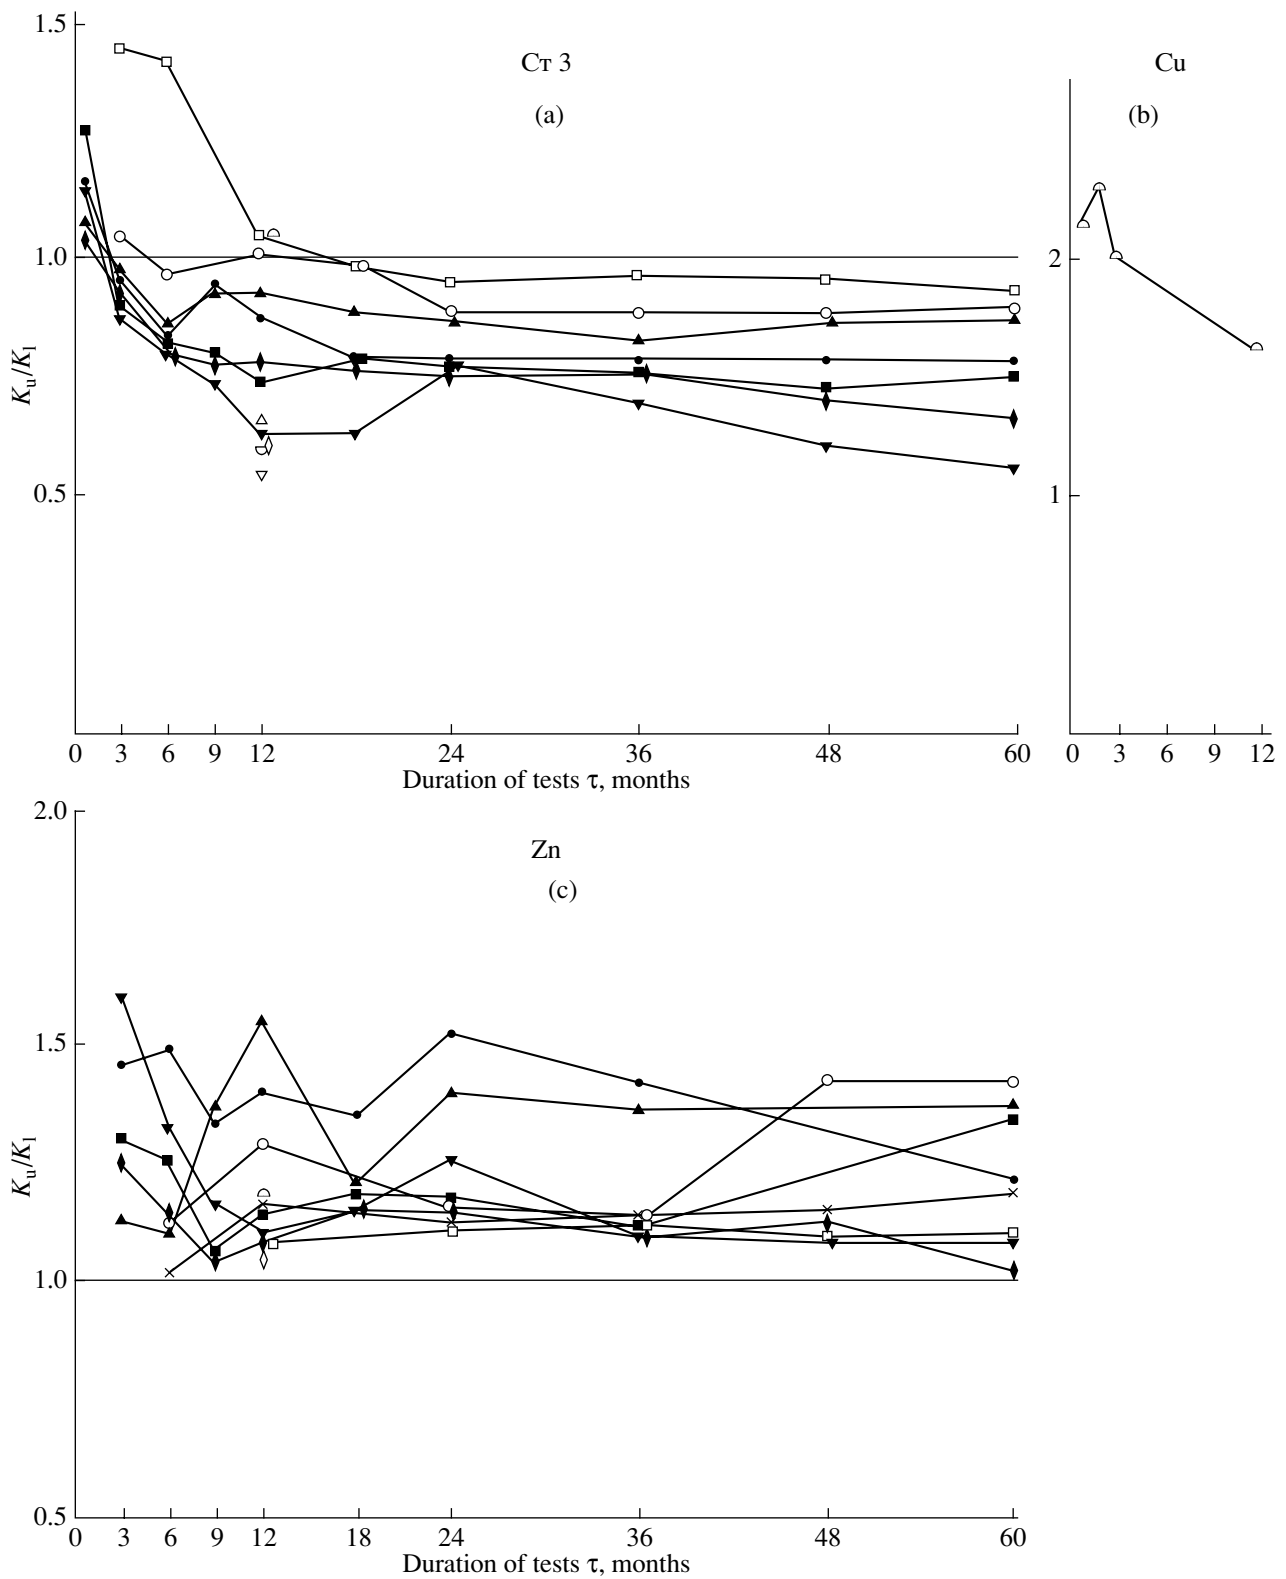 1.5
Ст 3
Cu
(a)
(b)
1.0
2
K_u/K_l
0.5
1
0 3 6 9 12 24 36 48 60
0 3 6 9 12
Duration of tests τ, months
2.0
Zn
(c)
1.5
K_u/K_l
1.0
0.5
0 3 6 9 12 18 24 36 48 60
Duration of tests τ, months